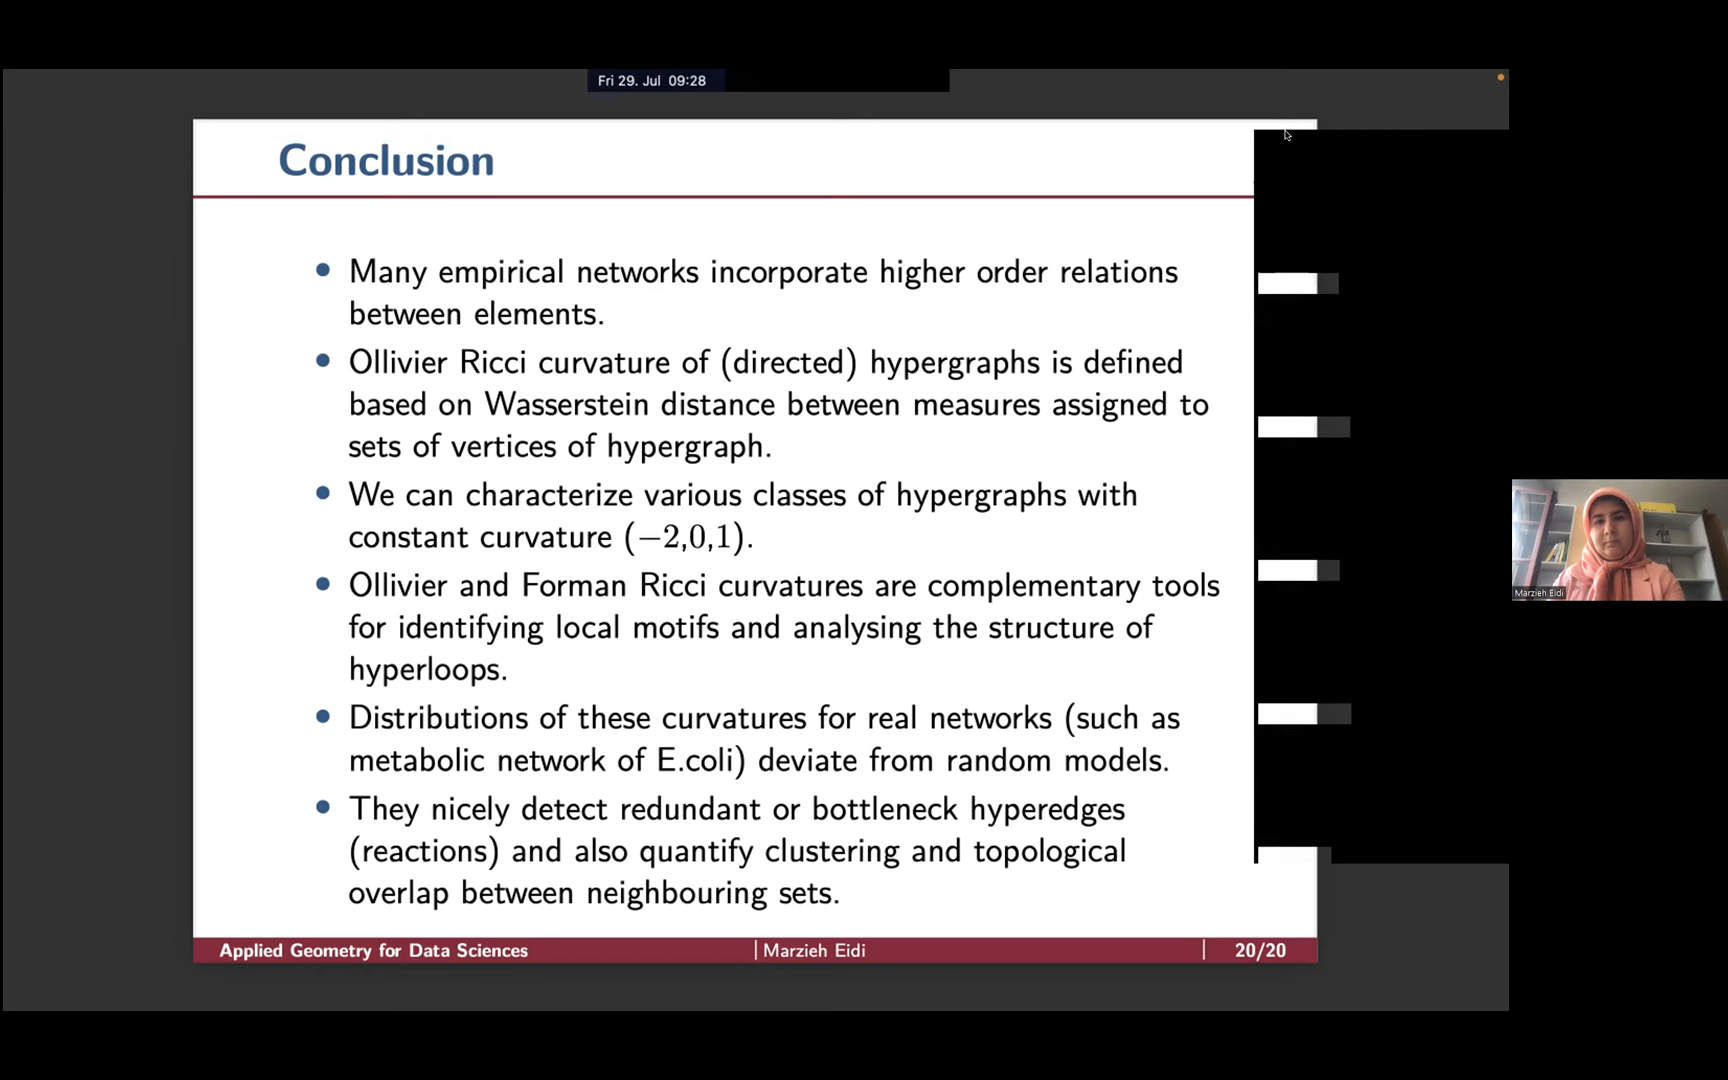 Fri 29. Jul 09:28
Conclusion
• Many empirical networks incorporate higher order relations
between elements.
• Ollivier Ricci curvature of (directed) hypergraphs is defined
based on Wasserstein distance between measures assigned to
sets of vertices of hypergraph.
• We can characterize various classes of hypergraphs with
constant curvature (−2,0,1).
• Ollivier and Forman Ricci curvatures are complementary tools
for identifying local motifs and analysing the structure of
hyperloops.
• Distributions of these curvatures for real networks (such as
metabolic network of E.coli) deviate from random models.
• They nicely detect redundant or bottleneck hyperedges
(reactions) and also quantify clustering and topological
overlap between neighbouring sets.
Applied Geometry for Data Sciences | Marzieh Eidi | 20/20
Marzieh Eidi